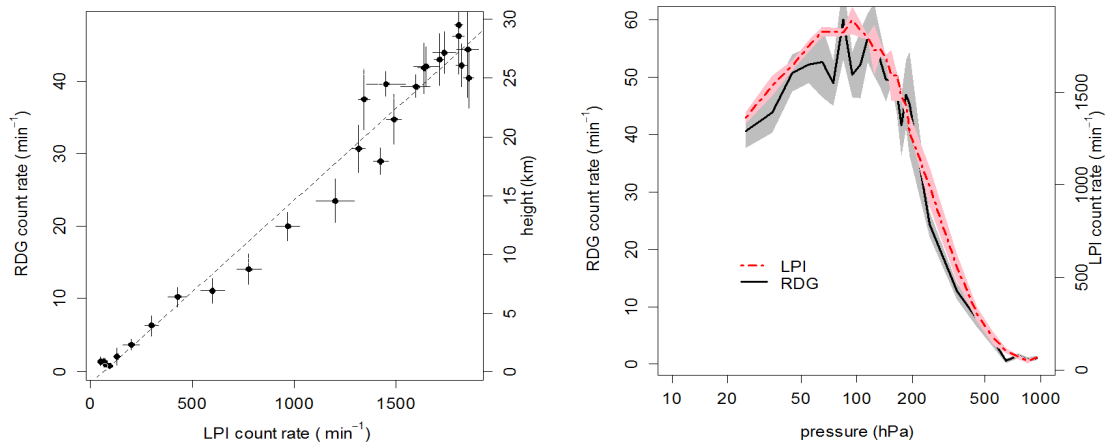 RDG count rate (min⁻¹)
0 10 20 30 40
0 500 1000 1500
LPI count rate ( min⁻¹)
0 5 10 15 20 25 30
height (km)
RDG count rate (min⁻¹)
0 10 20 30 40 50 60
LPI
RDG
10 20 50 100 200 500 1000
pressure (hPa)
0 500 1000 1500
LPI count rate (min⁻¹)